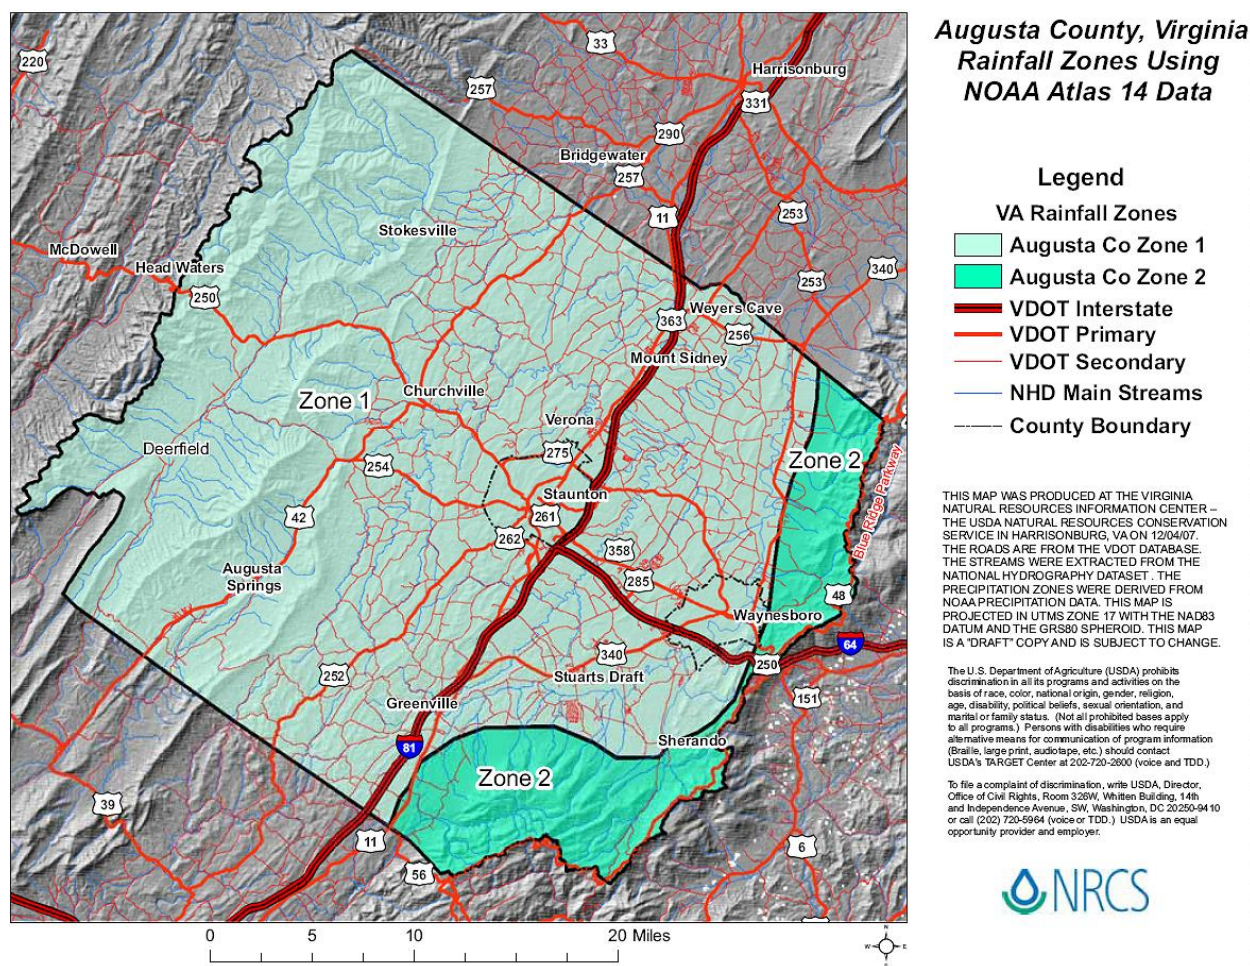 Augusta County, Virginia
Rainfall Zones Using
NOAA Atlas 14 Data
Legend
VA Rainfall Zones
Augusta Co Zone 1
Augusta Co Zone 2
VDOT Interstate
VDOT Primary
VDOT Secondary
NHD Main Streams
County Boundary
THIS MAP WAS PRODUCED AT THE VIRGINIA
NATURAL RESOURCES INFORMATION CENTER –
THE USDA NATURAL RESOURCES CONSERVATION
SERVICE IN HARRISONBURG, VA ON 12/04/07.
THE ROADS ARE FROM THE VDOT DATABASE.
THE STREAMS WERE EXTRACTED FROM THE
NATIONAL HYDROGRAPHY DATASET . THE
PRECIPITATION ZONES WERE DERIVED FROM
NOAA PRECIPITATION DATA. THIS MAP IS
PROJECTED IN UTMS ZONE 17 WITH THE NAD83
DATUM AND THE GRS80 SPHEROID. THIS MAP
IS A "DRAFT" COPY AND IS SUBJECT TO CHANGE.
The U.S. Department of Agriculture (USDA) prohibits
discrimination in all its programs and activities on the
basis of race, color, national origin, gender, religion,
age, disability, political beliefs, sexual orientation, and
marital or family status. (Not all prohibited bases apply
to all programs.) Persons with disabilities who require
alternative means for communication of program information
(Braille, large print, audiotape, etc.) should contact
USDA's TARGET Center at 202-720-2600 (voice and TDD.)
To file a complaint of discrimination, write USDA, Director,
Office of Civil Rights, Room 326W, Whitten Building, 14th
and Independence Avenue, SW, Washington, DC 20250-9410
or call (202) 720-5964 (voice or TDD.) USDA is an equal
opportunity provider and employer.
NRCS
33
220
Harrisonburg
257
331
290
Bridgewater
257
11
253
Stokesville
McDowell
Head Waters
340
253
250
Weyers Cave
363
256
Mount Sidney
Churchville
Zone 1
Verona
Deerfield
275
Zone 2
254
Blue Ridge Parkway
Staunton
42
261
262
358
Augusta
Springs
285
48
Waynesboro
64
340
250
252
Stuarts Draft
151
Greenville
81
Sherando
Zone 2
39
11
6
56
0 5 10 20 Miles
N
W E
S